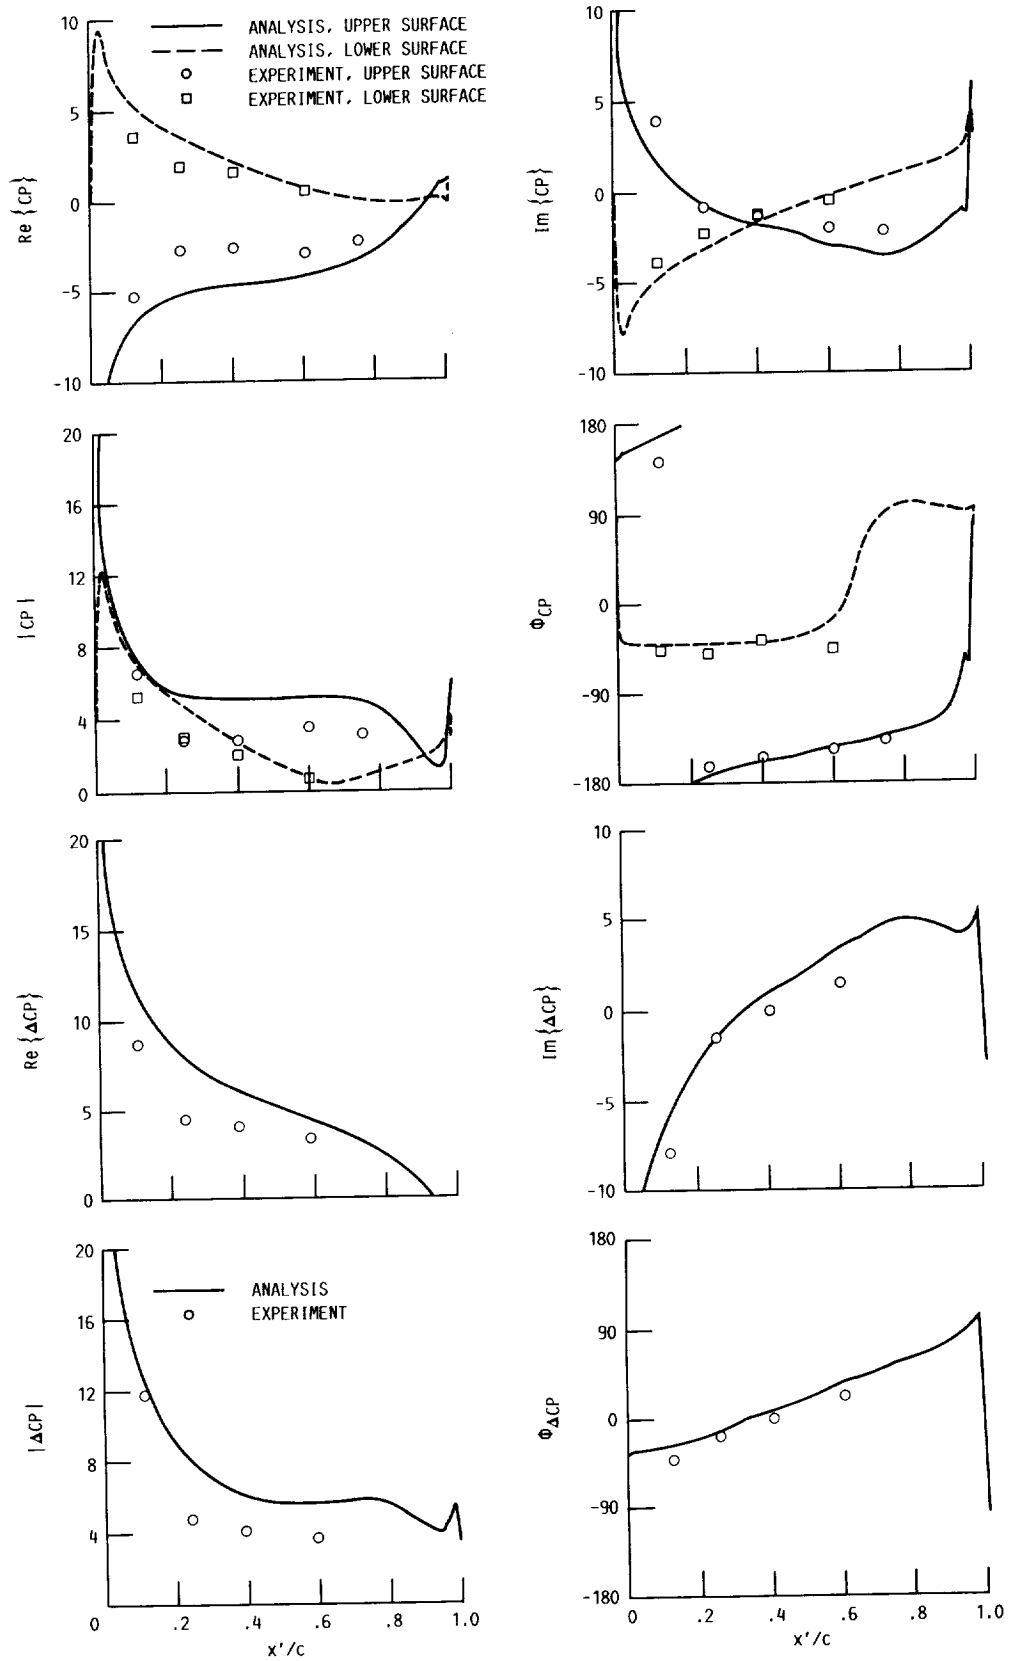 10
5
0
-5
-10
Re {CP}
ANALYSIS, UPPER SURFACE
ANALYSIS, LOWER SURFACE
EXPERIMENT, UPPER SURFACE
EXPERIMENT, LOWER SURFACE
10
5
0
-5
-10
Im {CP}
20
16
12
8
4
0
|CP|
180
90
0
-90
-180
ΦCP
20
15
10
5
0
Re {ΔCP}
10
5
0
-5
-10
Im {ΔCP}
20
16
12
8
4
|ΔCP|
ANALYSIS
EXPERIMENT
0 .2 .4 .6 .8 1.0
x'/c
180
90
0
-90
-180
ΦΔCP
0 .2 .4 .6 .8 1.0
x'/c